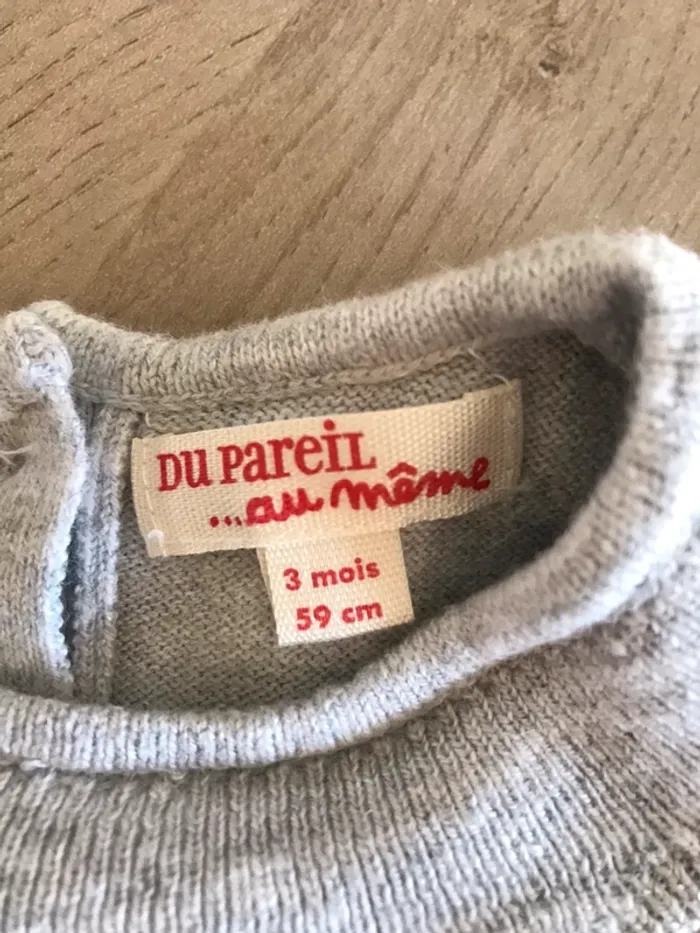 DU PAREIL
...au même
3 mois
59 cm